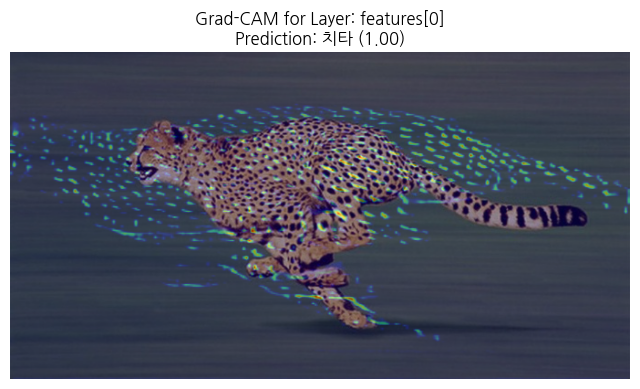 Grad-CAM for Layer: features[0]
Prediction: 치타 (1.00)